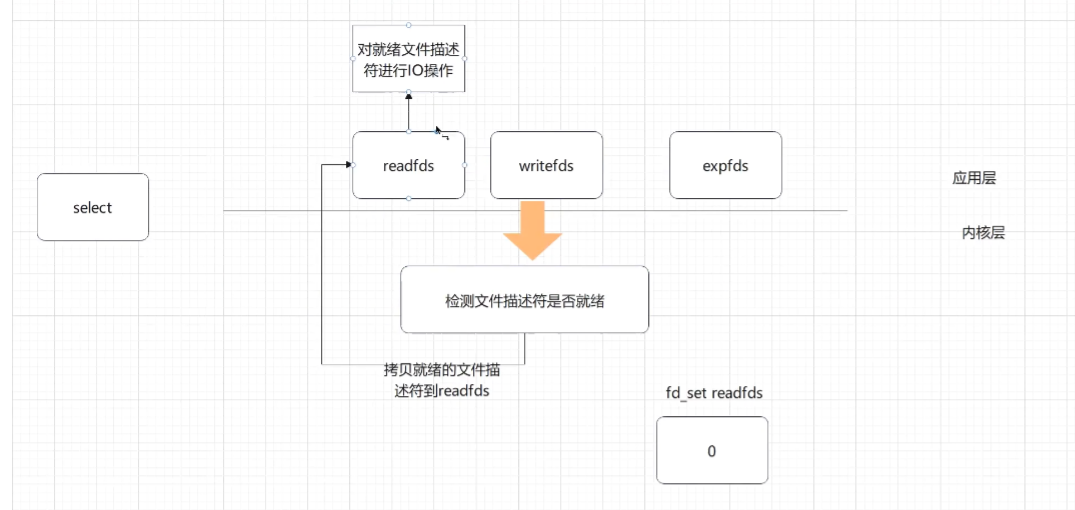 对就绪文件描述
符进行IO操作
readfds
writefds
expfds
应用层
select
内核层
检测文件描述符是否就绪
拷贝就绪的文件描
述符到readfds
fd_set readfds
0